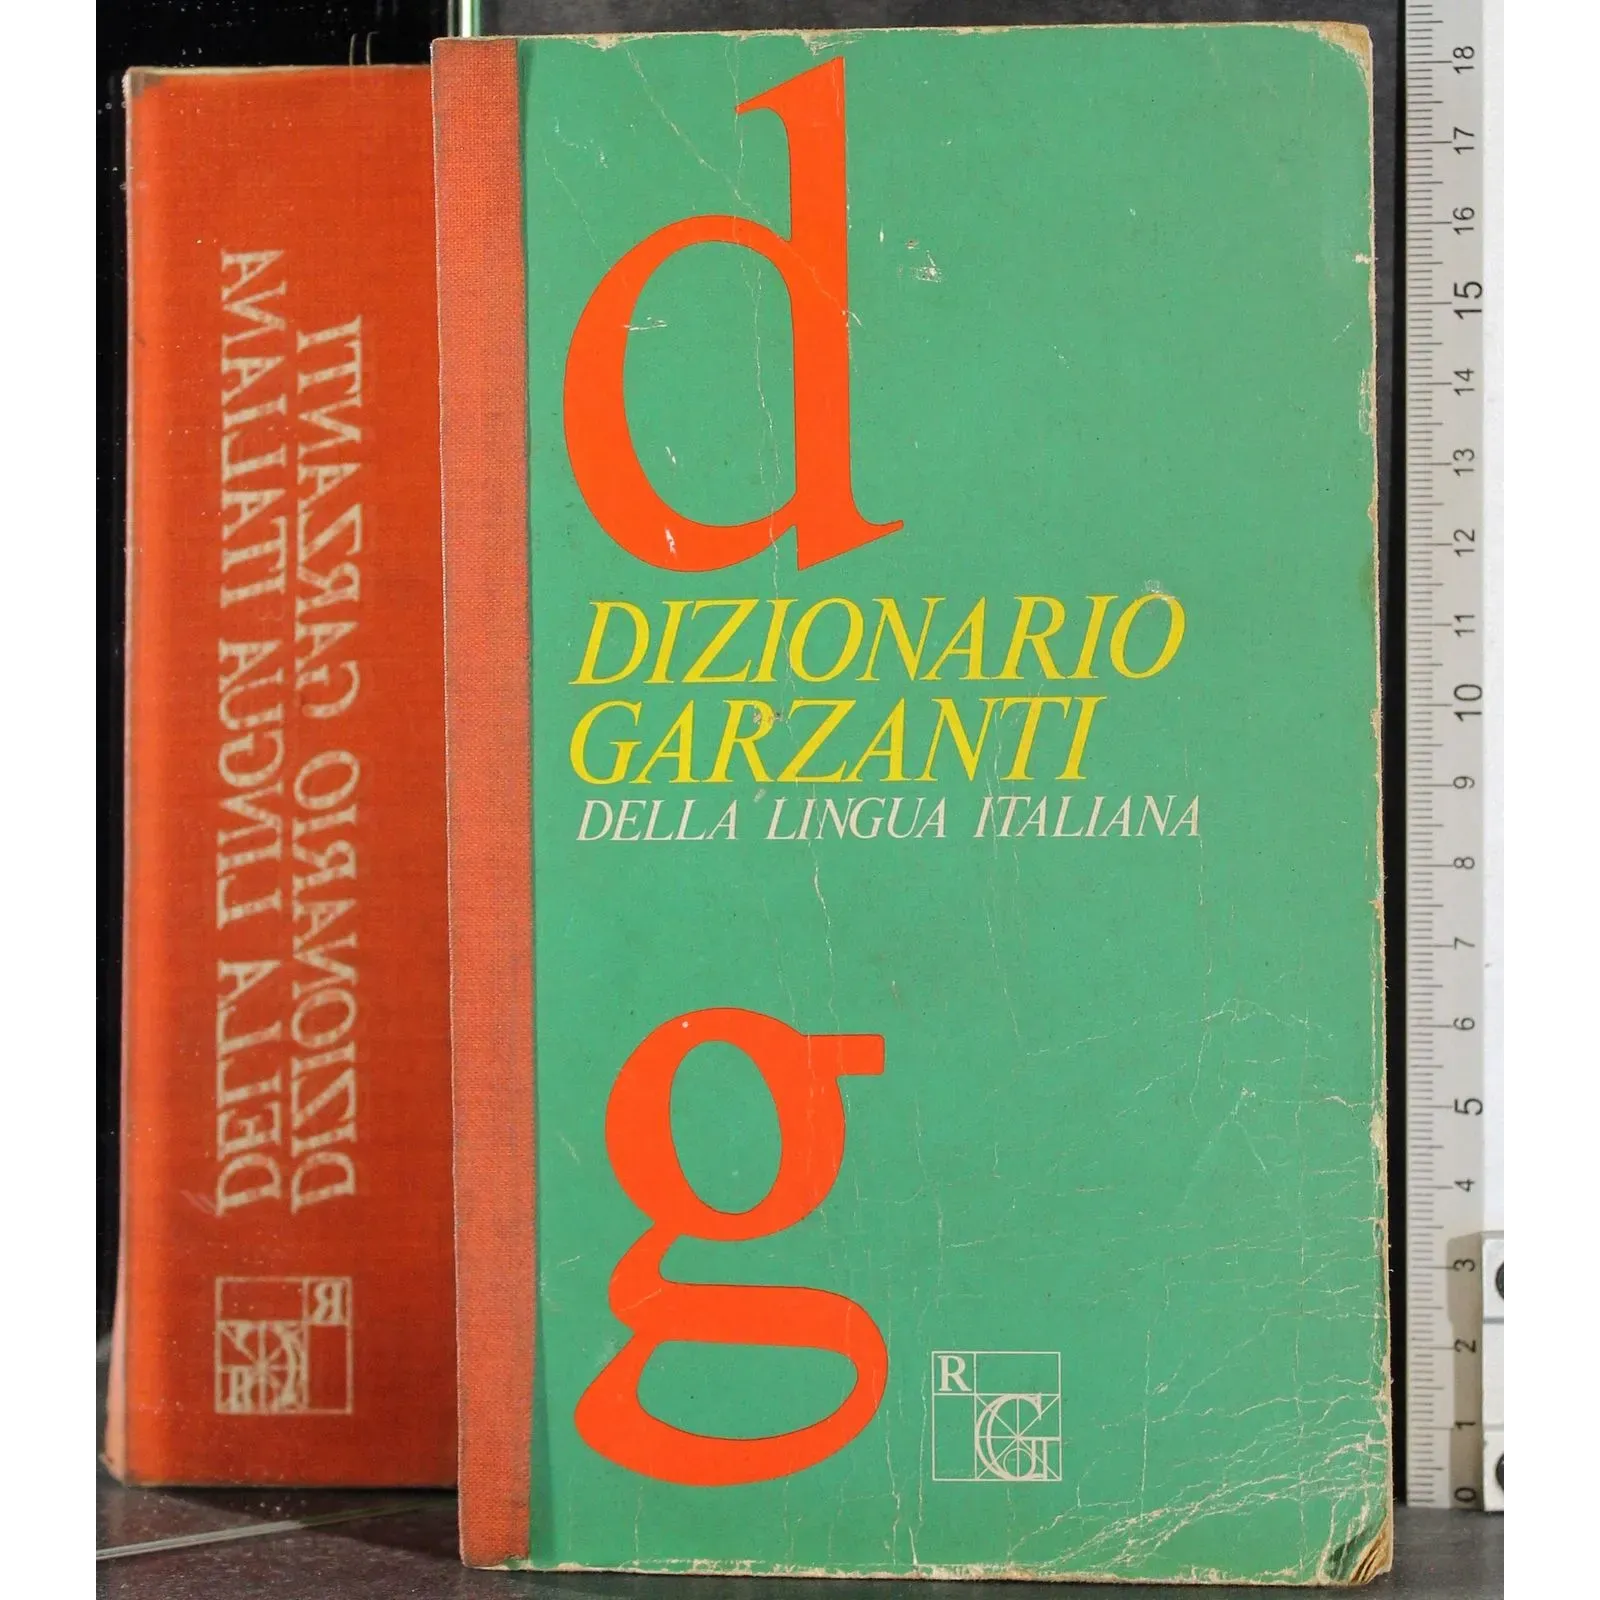 d
DIZIONARIO
GARZANTI
DELLA LINGUA ITALIANA
g
R
G
DIZIONARIO GARZANTI
DELLA LINGUA ITALIANA
R
18
17
16
15
14
13
12
11
10
9
8
7
6
5
4
3
2
1
0